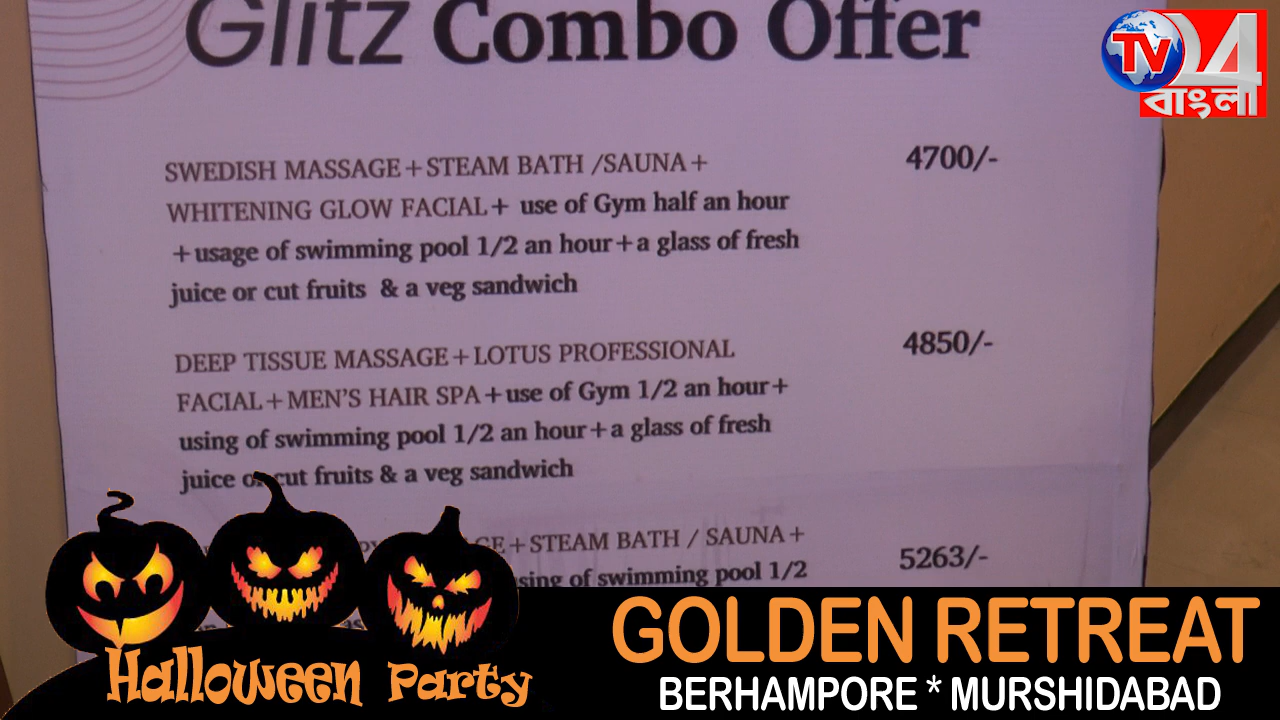 Glitz Combo Offer
TV 04
বাংলা
SWEDISH MASSAGE+STEAM BATH /SAUNA+ 4700/-
WHITENING GLOW FACIAL+ use of Gym half an hour
+usage of swimming pool 1/2 an hour+a glass of fresh
juice or cut fruits & a veg sandwich
DEEP TISSUE MASSAGE+LOTUS PROFESSIONAL 4850/-
FACIAL+MEN'S HAIR SPA+use of Gym 1/2 an hour+
using of swimming pool 1/2 an hour+a glass of fresh
juice or cut fruits & a veg sandwich
+STEAM BATH / SAUNA+ 5263/-
of swimming pool 1/2
Halloween Party
GOLDEN RETREAT
BERHAMPORE * MURSHIDABAD